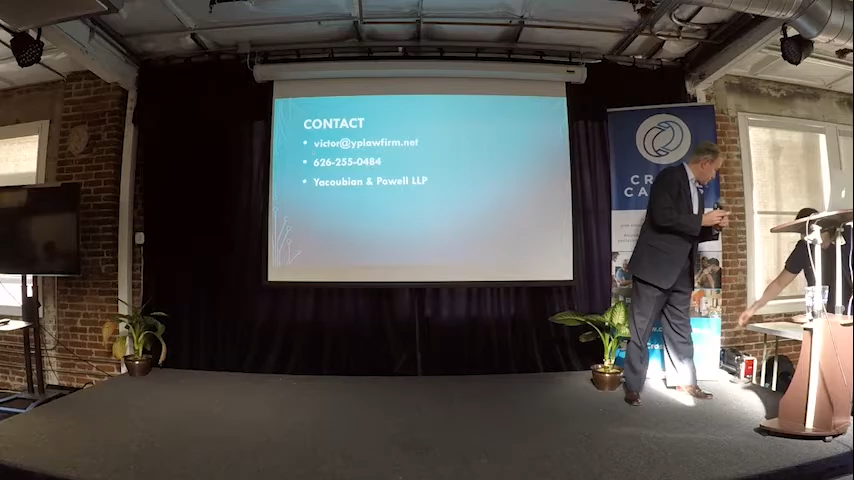 CONTACT
victor@yplawfirm.net
626-255-0484
Yacoubian & Powell LLP
CR
CA